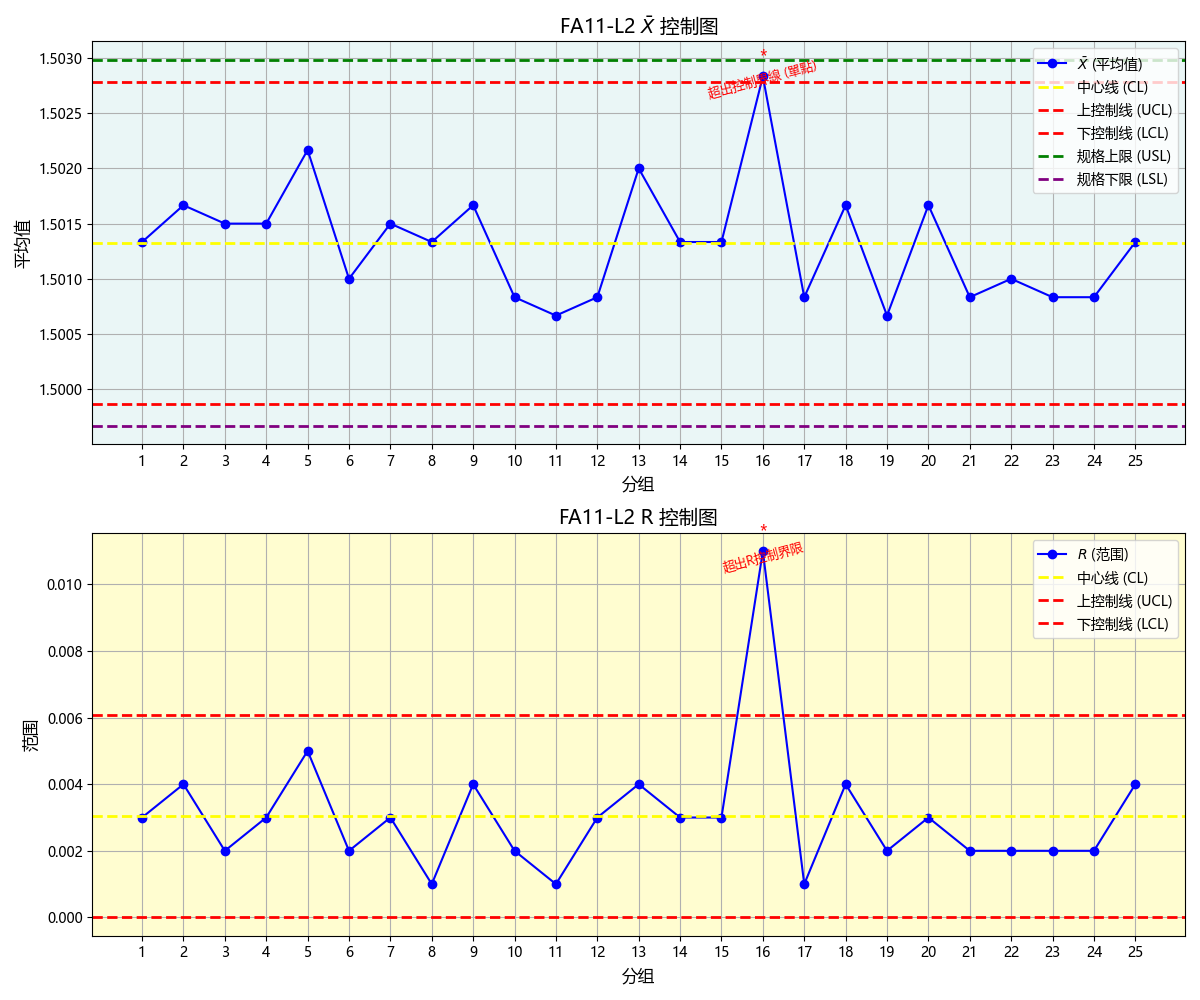 FA11-L2 X̄ 控制图
平均值
1.5030
1.5025
1.5020
1.5015
1.5010
1.5005
1.5000
*
超出控制界線 (單點)
X̄ (平均值)
中心线 (CL)
上控制线 (UCL)
下控制线 (LCL)
规格上限 (USL)
规格下限 (LSL)
1 2 3 4 5 6 7 8 9 10 11 12 13 14 15 16 17 18 19 20 21 22 23 24 25
分组
FA11-L2 R 控制图
范围
0.010
0.008
0.006
0.004
0.002
0.000
*
超出R控制界限
R (范围)
中心线 (CL)
上控制线 (UCL)
下控制线 (LCL)
1 2 3 4 5 6 7 8 9 10 11 12 13 14 15 16 17 18 19 20 21 22 23 24 25
分组